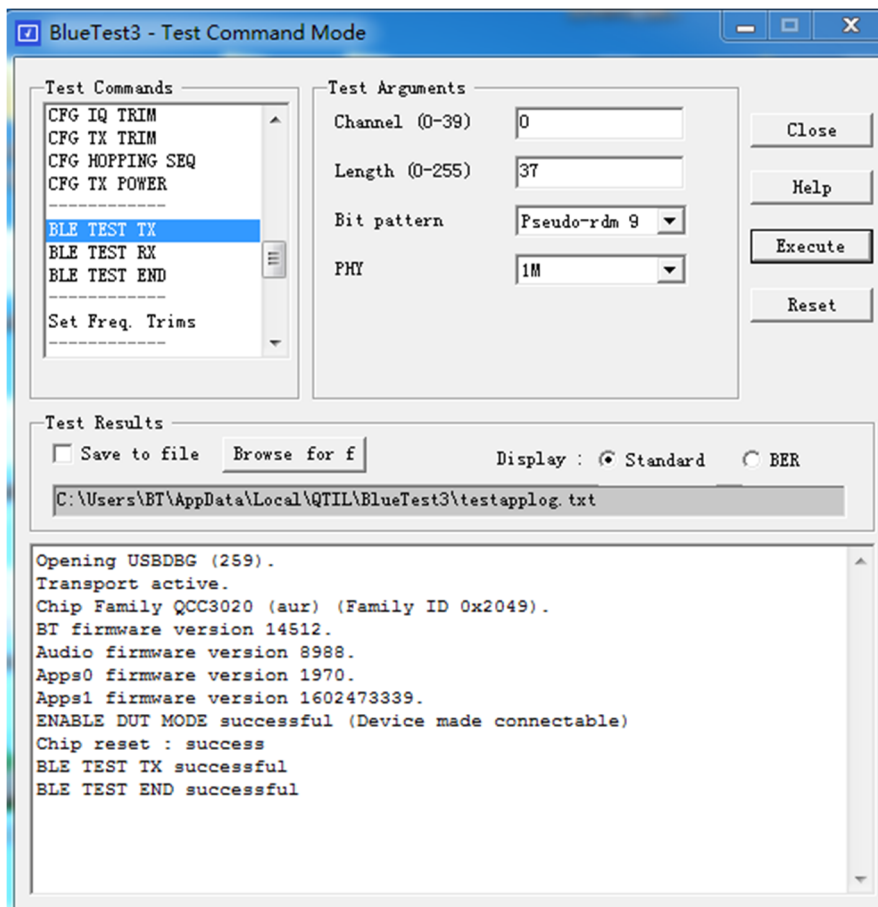 BlueTest3 - Test Command Mode
Test Commands
CFG IQ TRIM
CFG TX TRIM
CFG HOPPING SEQ
CFG TX POWER
------------
BLE TEST TX
BLE TEST RX
BLE TEST END
------------
Set Freq. Trims
------------
Test Arguments
Channel (0-39) 0
Length (0-255) 37
Bit pattern Pseudo-rdm 9
PHY 1M
Close
Help
Execute
Reset
Test Results
Save to file Browse for f Display : Standard BER
C:\Users\BT\AppData\Local\QTIL\BlueTest3\testapplog.txt
Opening USBDBG (259).
Transport active.
Chip Family QCC3020 (aur) (Family ID 0x2049).
BT firmware version 14512.
Audio firmware version 8988.
Apps0 firmware version 1970.
Apps1 firmware version 1602473339.
ENABLE DUT MODE successful (Device made connectable)
Chip reset : success
BLE TEST TX successful
BLE TEST END successful